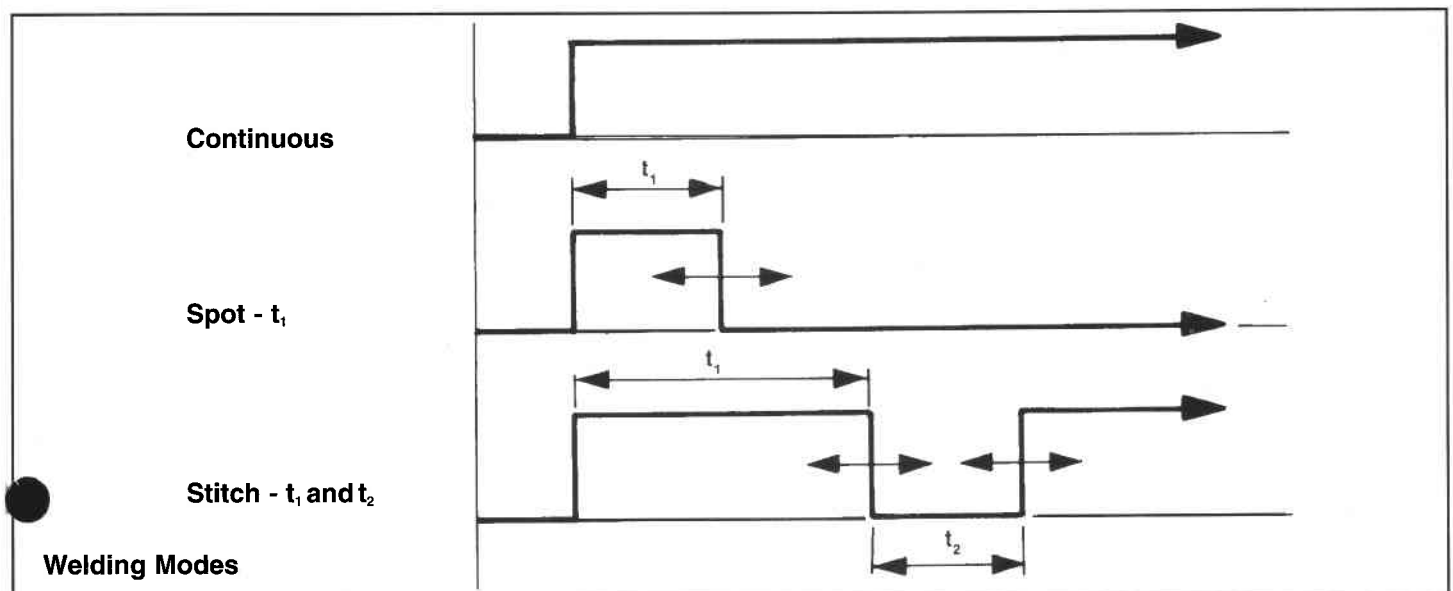 Continuous
t₁
Spot - t₁
t₁
Stitch - t₁ and t₂
t₂
Welding Modes